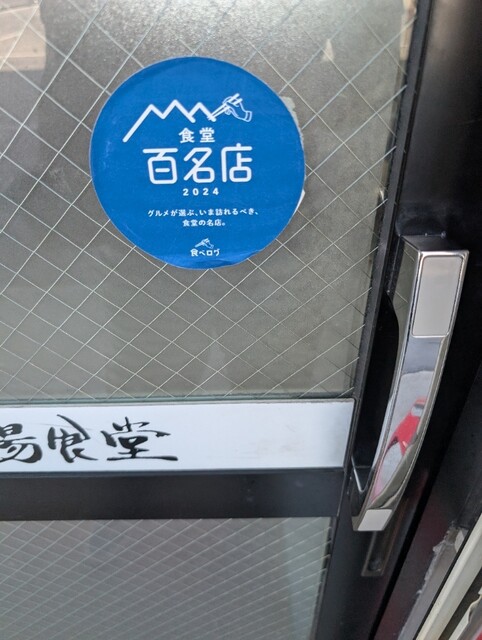 食堂
百名店
2024
グルメが選ぶ、いま訪れるべき、
食堂の名店。
食べログ
食堂